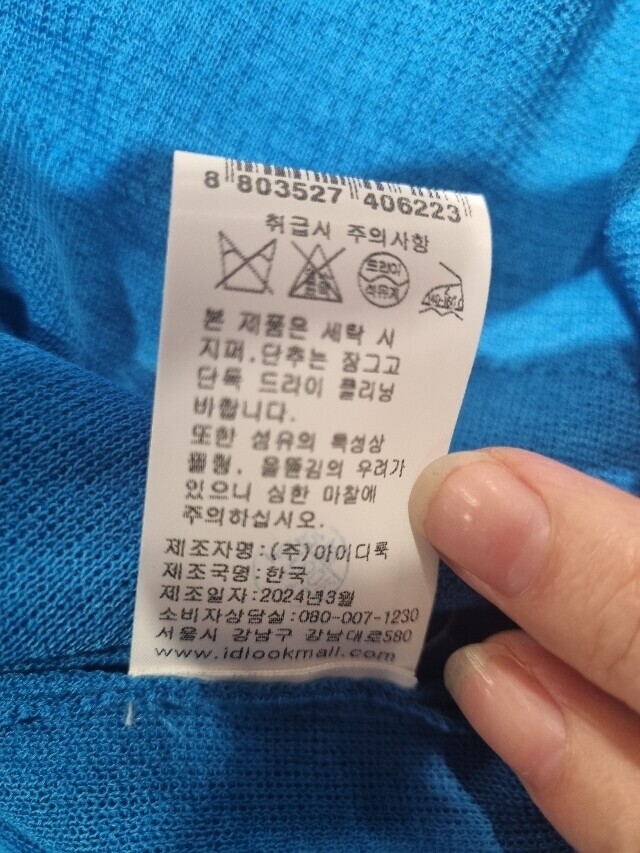 8 803527 406223
취급시 주의사항
드라이
석유계
140~160℃
본 제품은 세탁 시
지퍼, 단추는 잠그고
단독 드라이 클리닝
바랍니다.
또한 섬유의 특성상
필링, 올뜯김의 우려가
있으니 심한 마찰에
주의하십시오.
제조자명:(주)아이디룩
제조국명:한국
제조일자:2024년3월
소비자상담실:080-007-1230
서울시 강남구 강남대로580
www.idlookmall.com